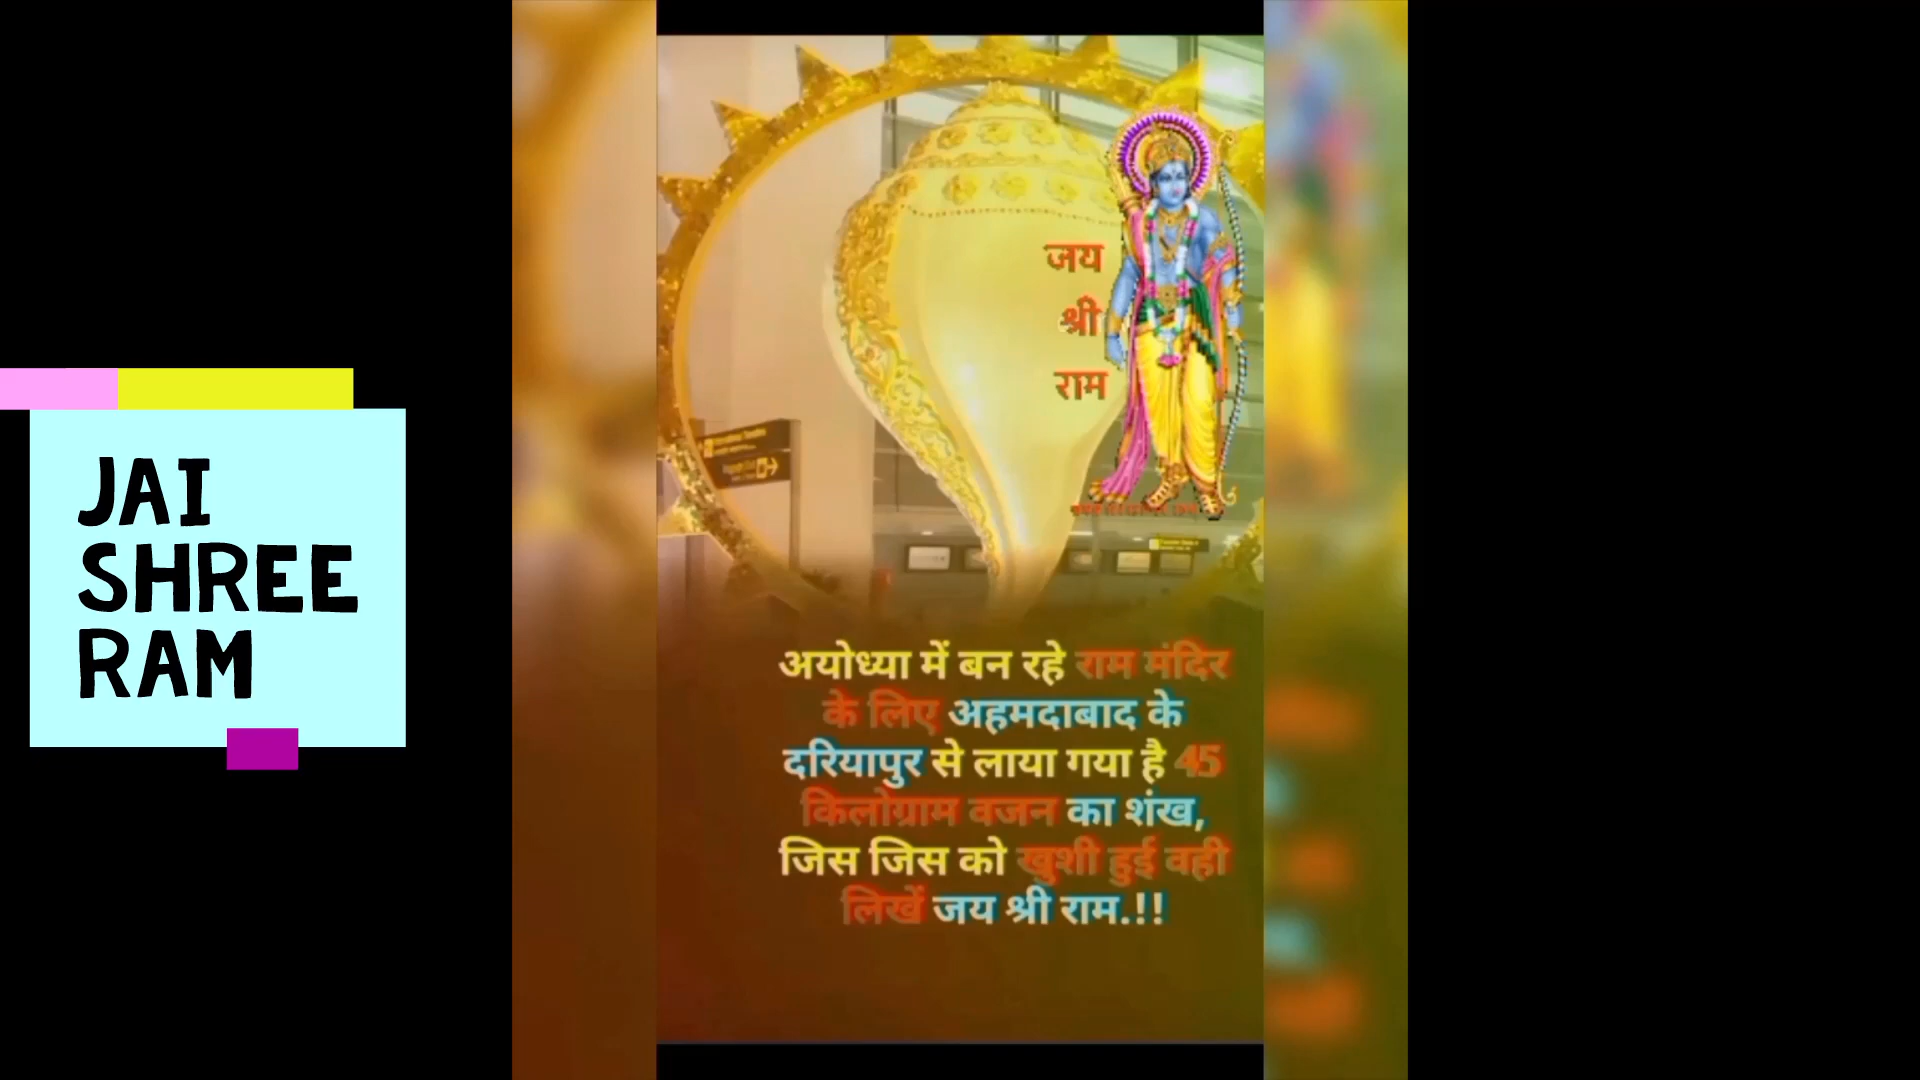 JAI
SHREE
RAM
जय
श्री
राम
अयोध्या में बन रहे राम मंदिर
के लिए अहमदाबाद के
दरियापुर से लाया गया है 45
किलोग्राम वजन का शंख,
जिस जिस को खुशी हुई वही
लिखें जय श्री राम.!!